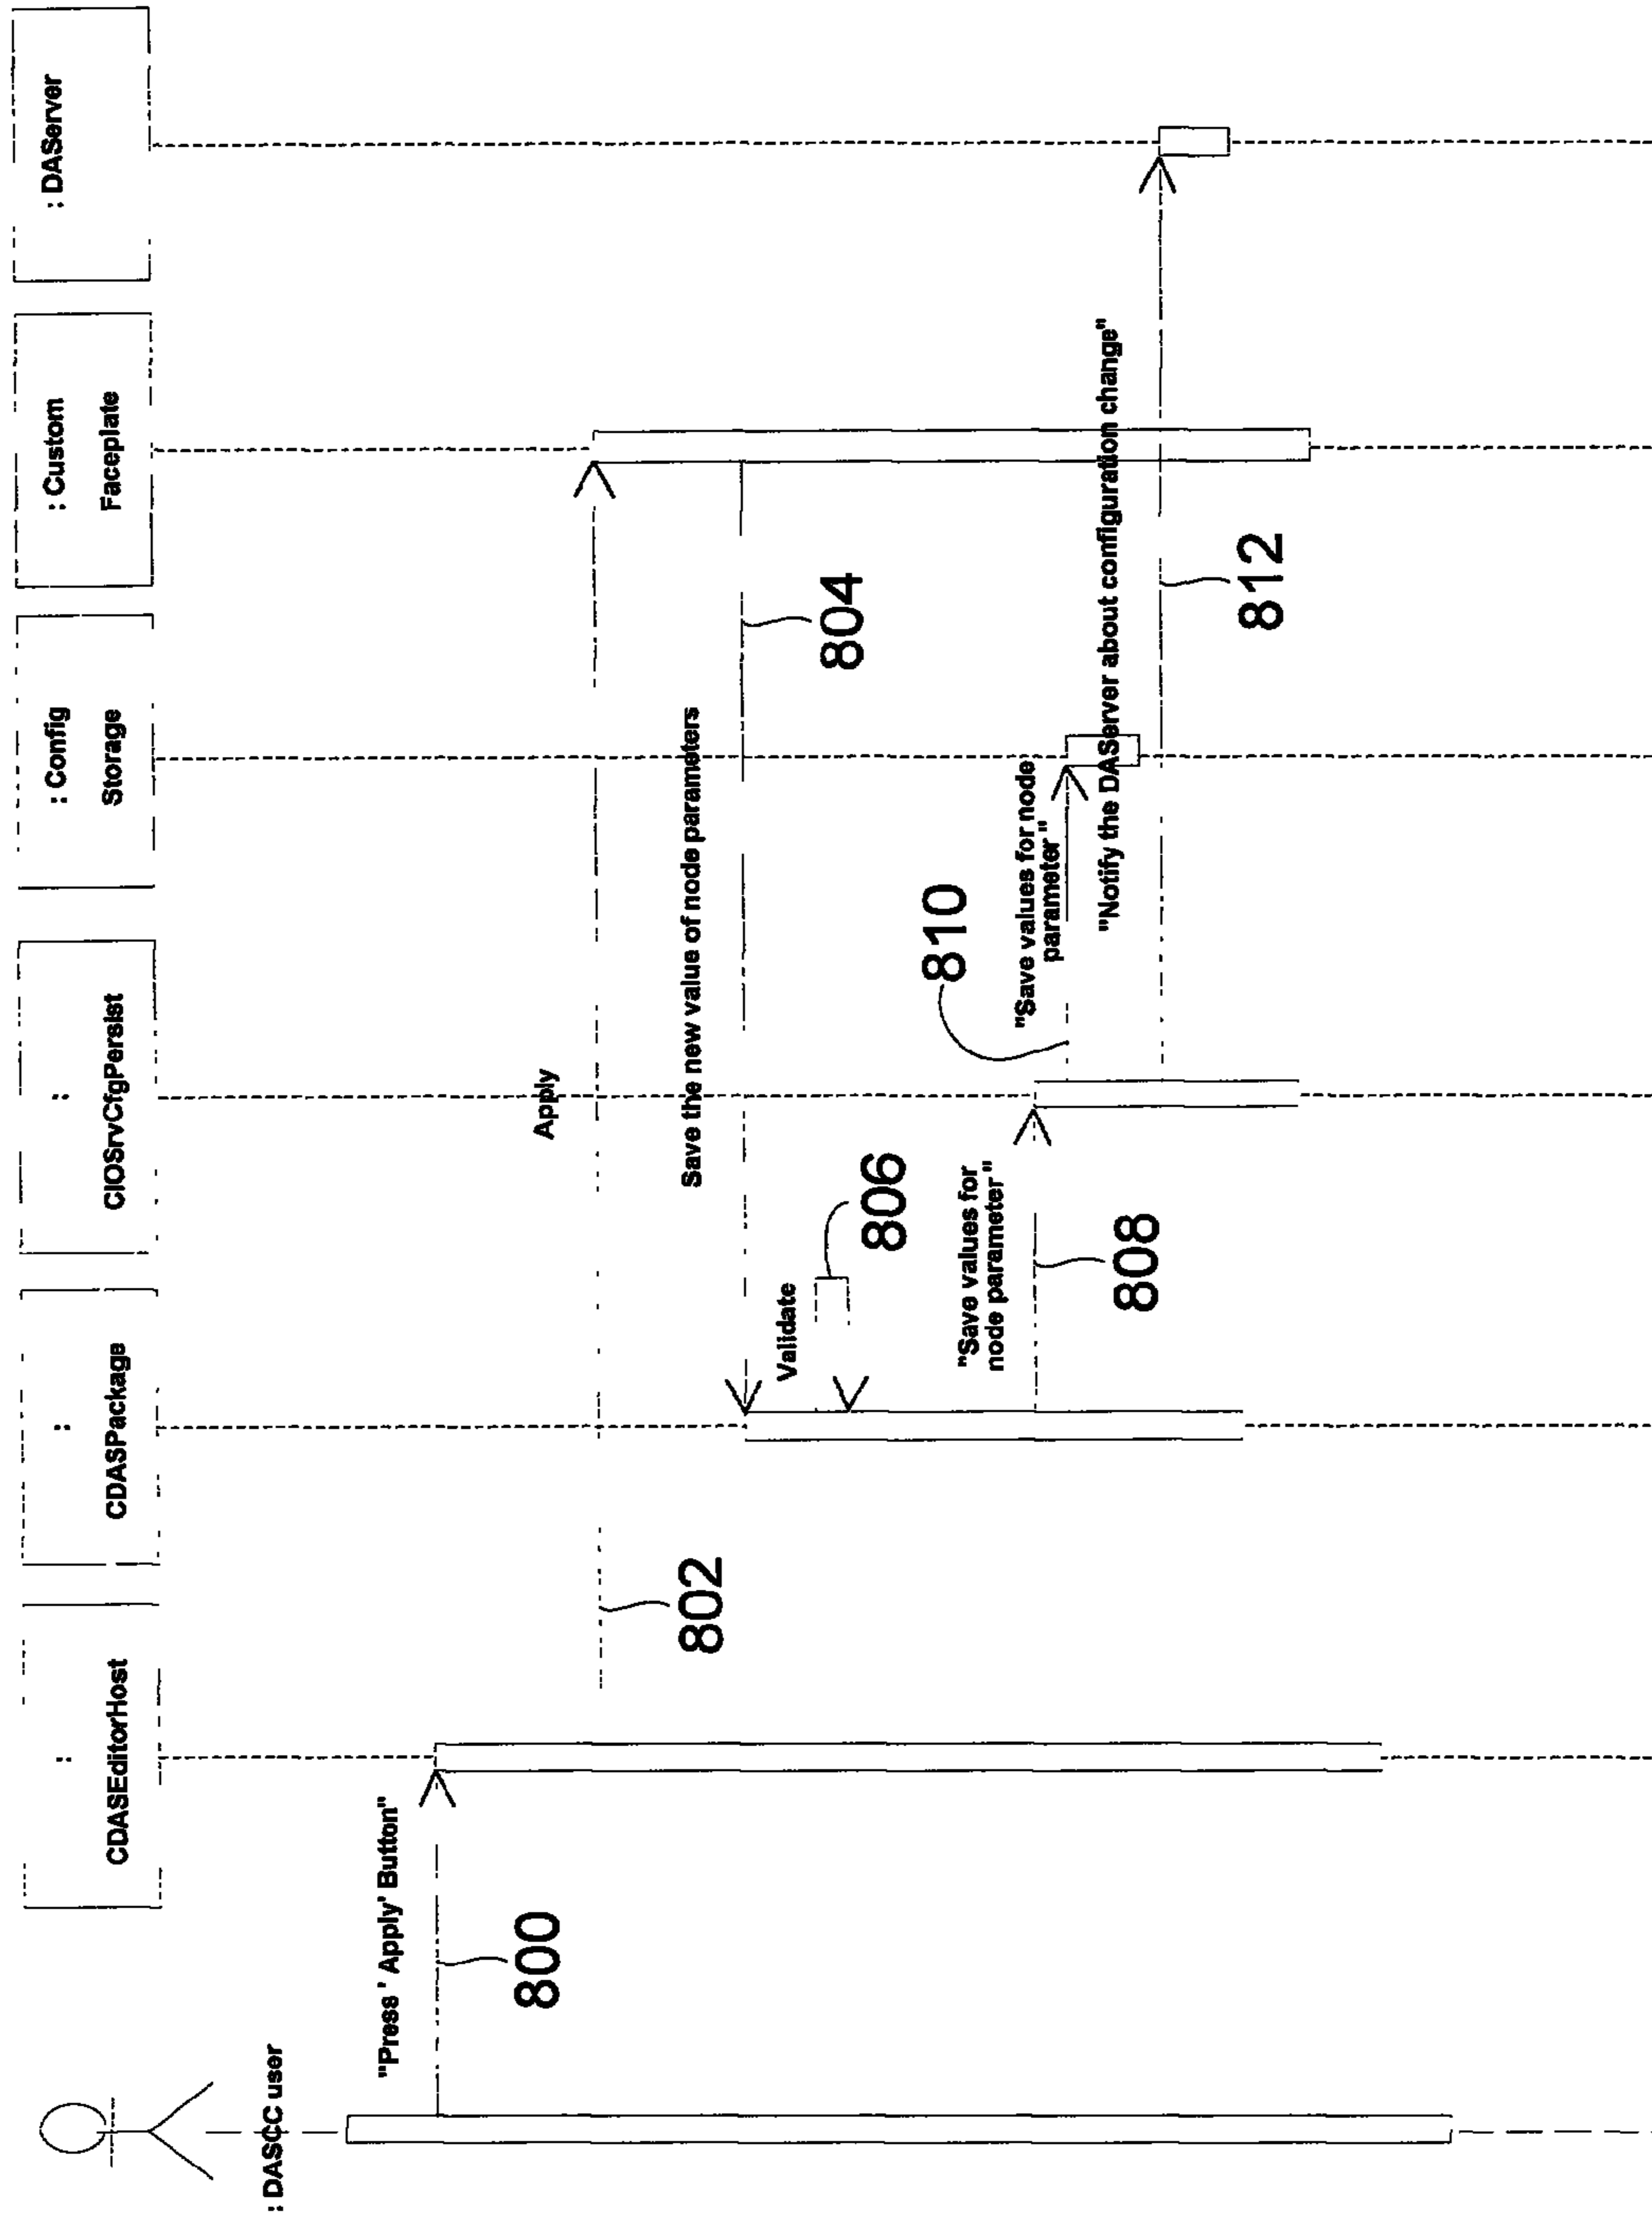 : DASCC user
:
CDASEditorHost
:
CDASPackage
:
CIOSrvCfgPersist
: Config
Storage
: Custom
Faceplate
: DAServer
"Press ' Apply' Button"
800
Apply
802
Save the new value of node parameters
804
Validate
806
"Save values for
node parameter"
808
"Save values for node
parameter"
810
"Notify the DAServer about configuration change"
812